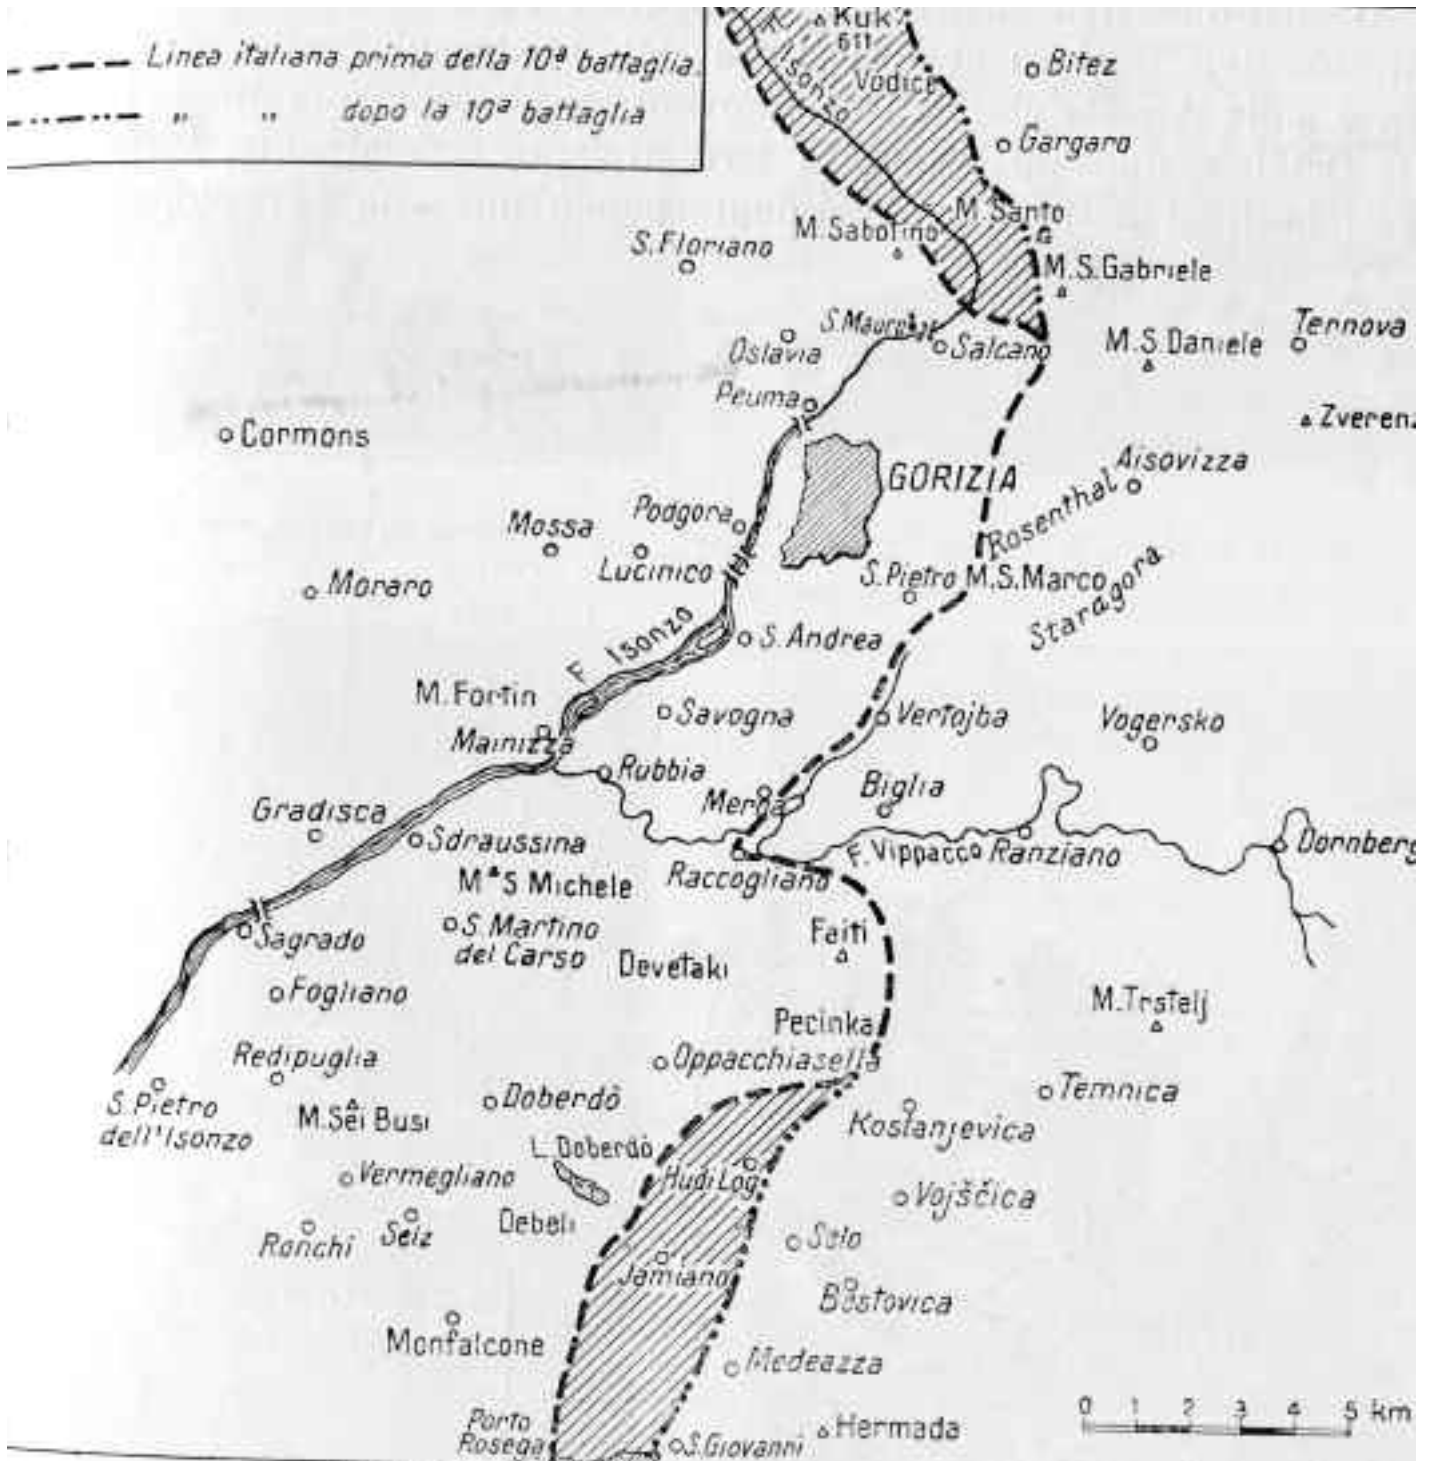 Linea italiana prima della 10ª battaglia.
" " dopo la 10ª battaglia
Kuk
611
Isonzo
Vodice
Bitez
Gargaro
M. Santo
M. Sabotino
S. Floriano
M.S. Gabriele
S. Mauro
Oslavia
Salcano
M.S. Daniele
Ternova
Peuma
Cormons
GORIZIA
Aisovizza
Rosenthal
Podgora
Mossa
Lucinico
S. Pietro
M.S. Marco
Staragora
Moraro
F. Isonzo
S. Andrea
M. Fortin
Savogna
Vertojba
Vogersko
Mainizza
Rubbia
Merna
Biglia
Gradisca
Sdraussina
F. Vippacco
Ranziano
Dornberg
Raccogliano
M. S. Michele
S. Martino
del Carso
Sagrado
Devetaki
Faiti
Fogliano
M. Trstelj
Pecinka
Redipuglia
Oppacchiasella
Temnica
S. Pietro
dell'Isonzo
M. Sei Busi
Doberdò
Kostanjevica
L. Doberdò
Hudi Log
Vermegliano
Vojščica
Debeli
Ronchi
Selz
Selo
Jamiano
Monfalcone
Medeazza
Porto
Rosega
S. Giovanni
Hermada
0 1 2 3 4 5 km